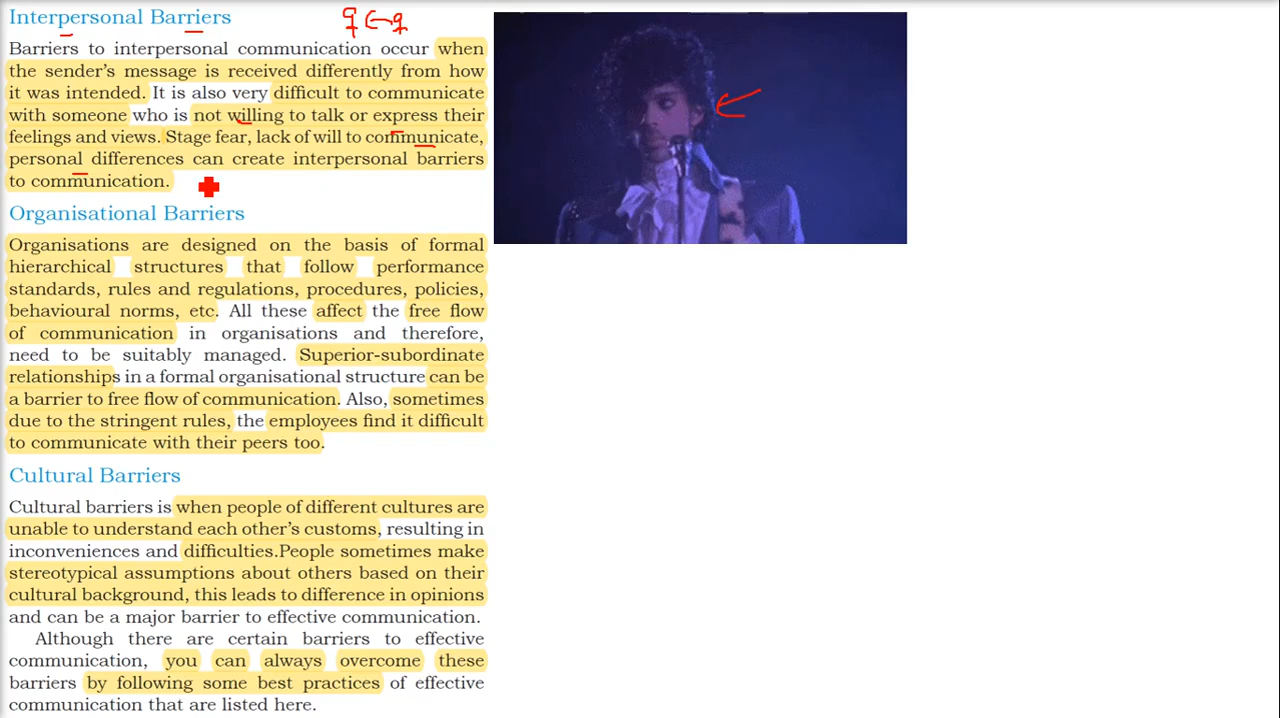 Interpersonal Barriers
Barriers to interpersonal communication occur when
the sender's message is received differently from how
it was intended. It is also very difficult to communicate
with someone who is not willing to talk or express their
feelings and views. Stage fear, lack of will to communicate,
personal differences can create interpersonal barriers
to communication.
Organisational Barriers
Organisations are designed on the basis of formal
hierarchical structures that follow performance
standards, rules and regulations, procedures, policies,
behavioural norms, etc. All these affect the free flow
of communication in organisations and therefore,
need to be suitably managed. Superior-subordinate
relationships in a formal organisational structure can be
a barrier to free flow of communication. Also, sometimes
due to the stringent rules, the employees find it difficult
to communicate with their peers too.
Cultural Barriers
Cultural barriers is when people of different cultures are
unable to understand each other's customs, resulting in
inconveniences and difficulties.People sometimes make
stereotypical assumptions about others based on their
cultural background, this leads to difference in opinions
and can be a major barrier to effective communication.
Although there are certain barriers to effective
communication, you can always overcome these
barriers by following some best practices of effective
communication that are listed here.